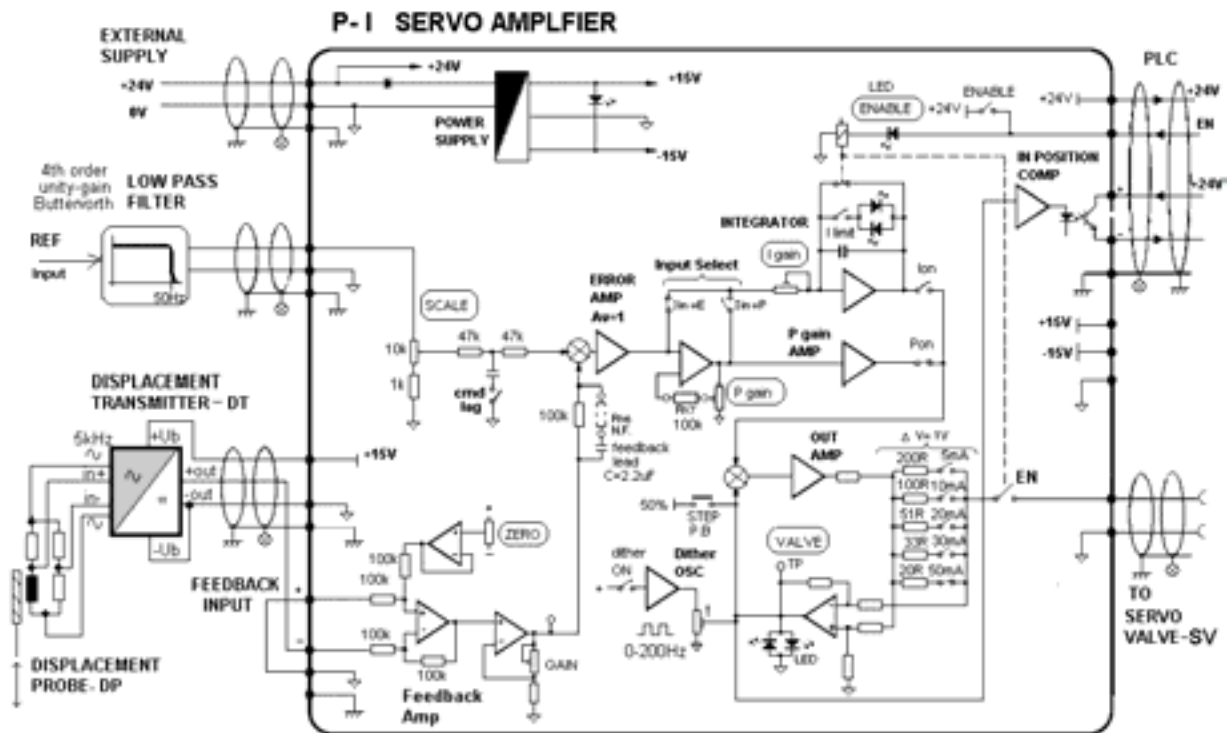 P-I SERVO AMPLFIER
EXTERNAL
SUPPLY
+24V
0V
+24V
+15V
-15V
POWER
SUPPLY
LED
ENABLE
+24V
ENABLE
+24V
PLC
+24V
EN
IN POSITION
COMP
4th order
unity-gain
LOW PASS
FILTER
REF
Input
50Hz
INTEGRATOR
I limit
I gain
Input Select
ERROR
AMP
Av=1
Iin=E
Iin=P
Ion
SCALE
10k
1k
47k
47k
cmd
lag
P gain
AMP
Pon
P gain
100k
+15V
-15V
DISPLACEMENT
TRANSMITTER-DT
5kHz
+Ub
in+
in-
+out
-out
-Ub
+15V
100k
N.F.
feedback
lead
C=2.2uF
OUT
AMP
200R
5mA
100R
10mA
51R
20mA
33R
30mA
20R
50mA
EN
50%
STEP
P.B
VALVE
TP
LED
dither
ON
Dither
OSC
0-200Hz
ZERO
100k
100k
100k
100k
FEEDBACK
INPUT
GAIN
Feedback
Amp
DISPLACEMENT
PROBE-DP
TO
SERVO
VALVE-SV